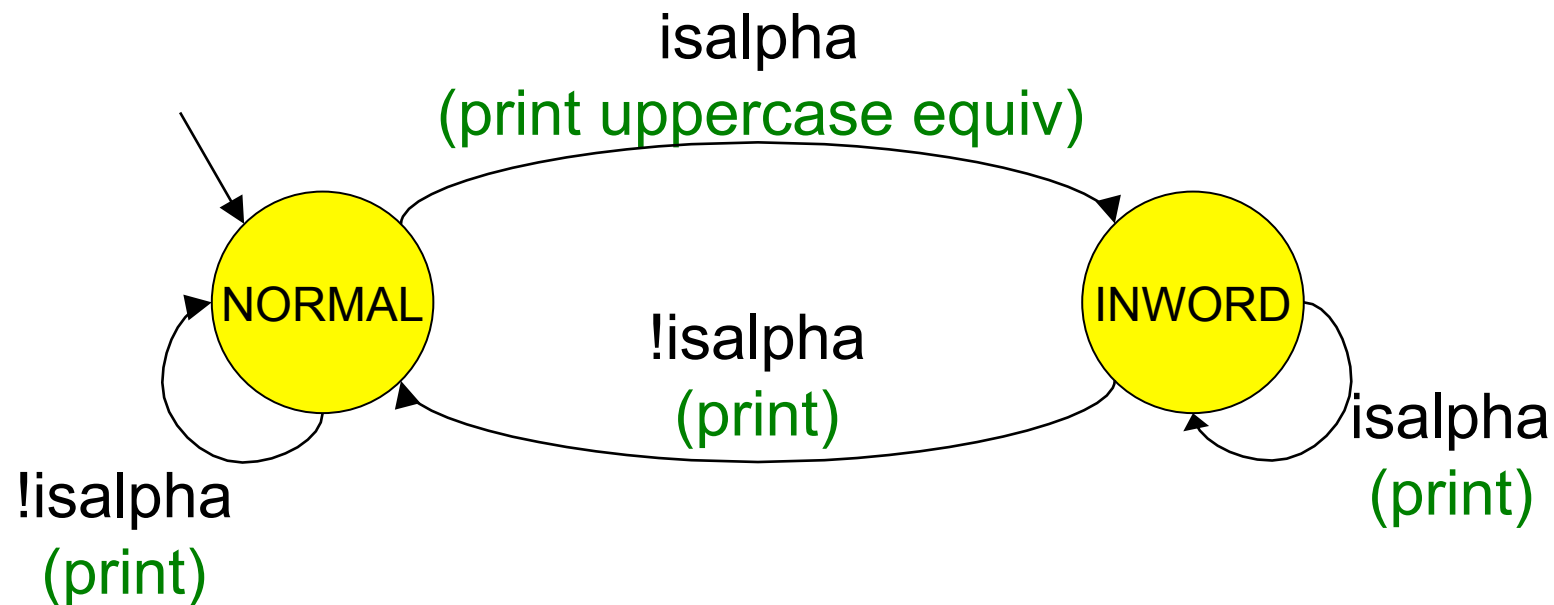 isalpha
(print uppercase equiv)
NORMAL
INWORD
!isalpha
(print)
isalpha
(print)
!isalpha
(print)